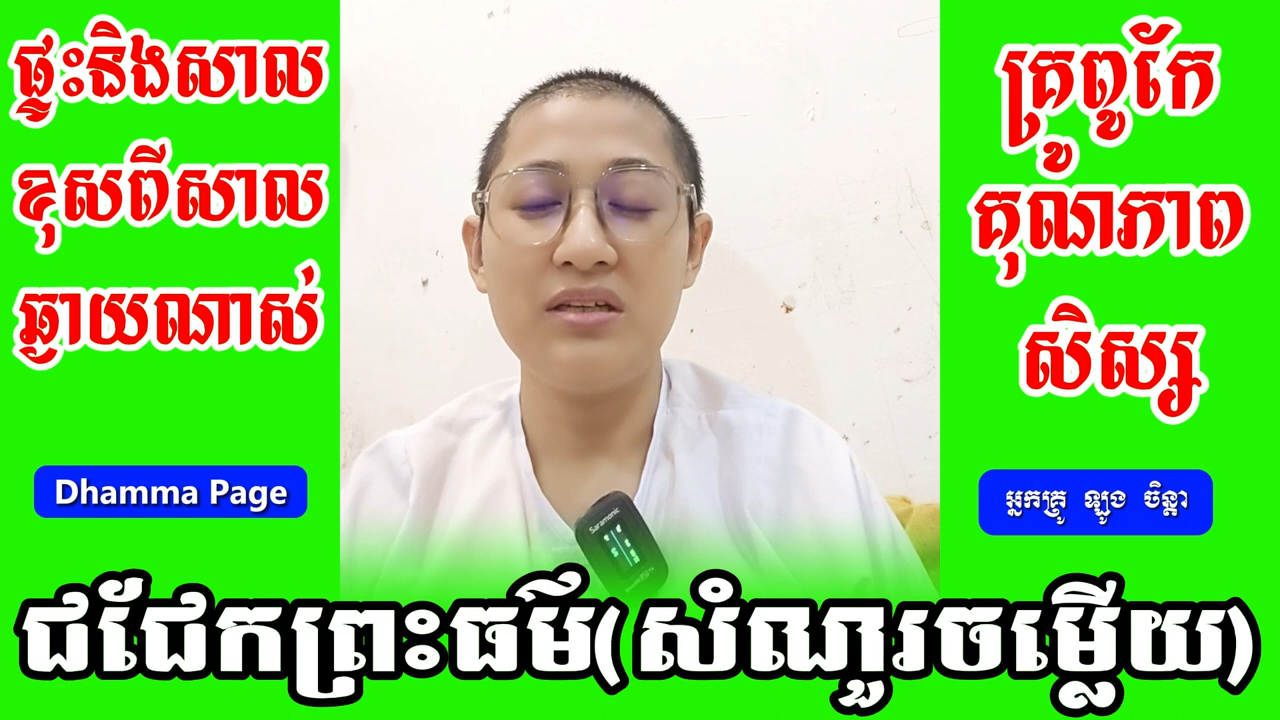 ផ្ទះនិងសាល
ខុសពីសាល
ឆ្ងាយណាស់
Dhamma Page
គ្រូពូកែ
គុណភាព
សិស្ស
អ្នកគ្រូ ឡុង ចិន្តា
Saramonic
ជជែកព្រះធម៌(សំណួរចម្លើយ)